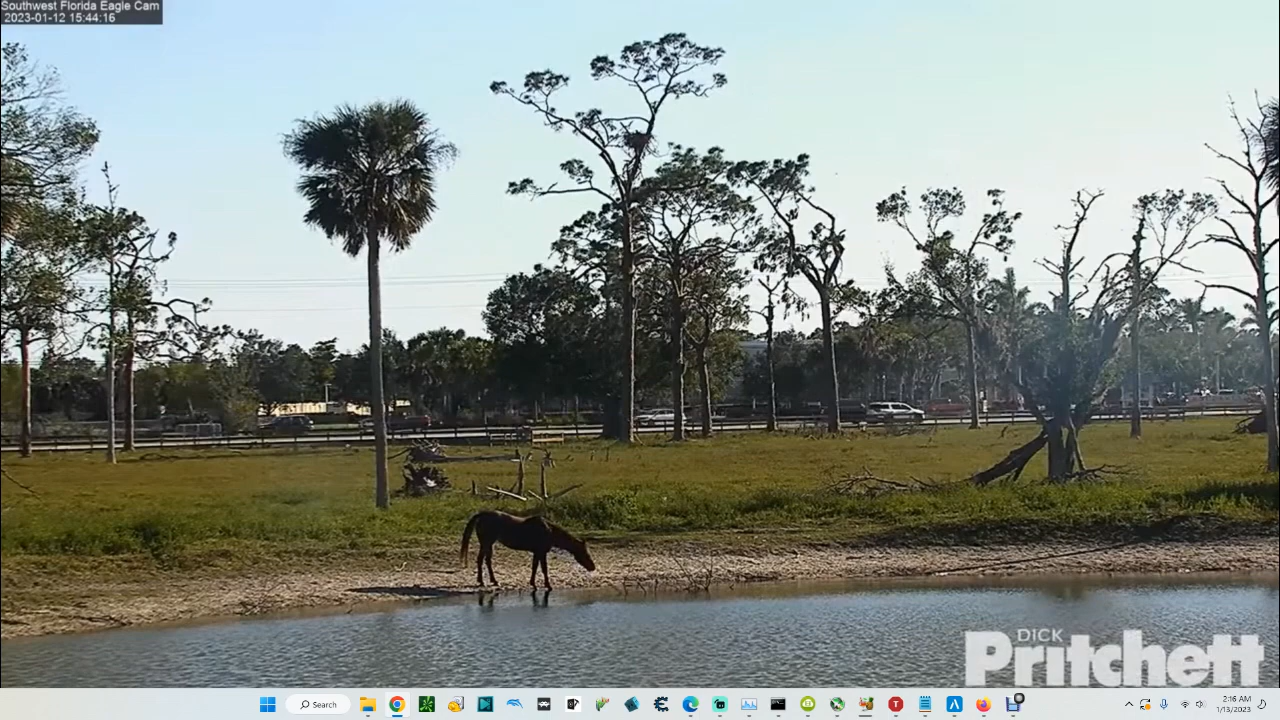 Southwest Florida Eagle Cam
2023-01-12 15:44:16
DICK
Pritchett
Search
2:16 AM
1/13/2023